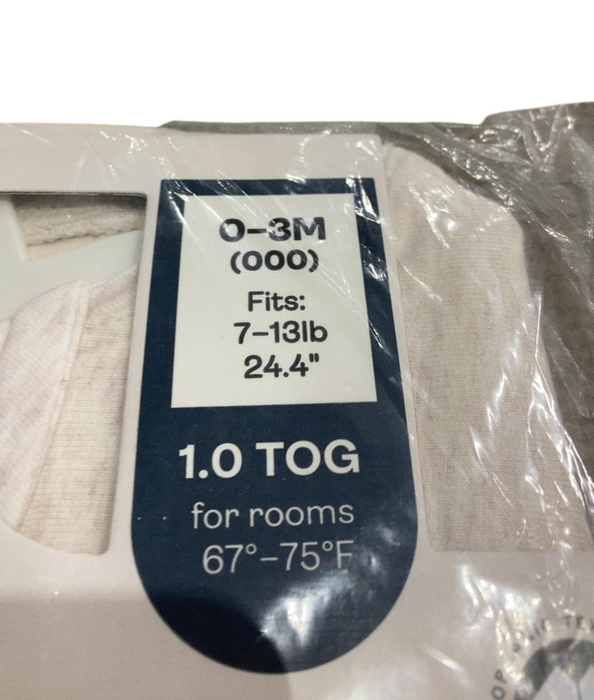 0–3M
(000)
Fits:
7–13lb
24.4"
1.0 TOG
for rooms
67°–75°F